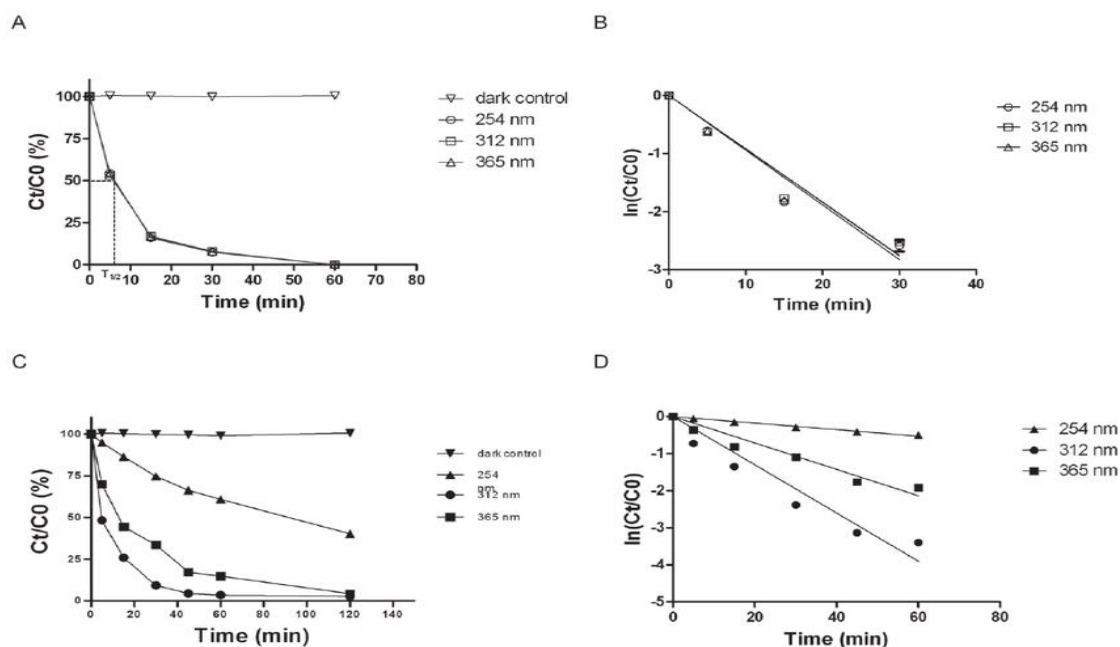 A
Ct/C0 (%)
100
75
50
25
0
T1/2
0 10 20 30 40 50 60 70
Time (min)
dark control
254 nm
312 nm
365 nm
B
ln(Ct/C0)
0
-1
-2
-3
0 10 20 30 40
Time (min)
254 nm
312 nm
365 nm
C
Ct/C0 (%)
100
75
50
25
0
0 20 40 60 80 100 120 140
Time (min)
dark control
254
nm
312 nm
365 nm
D
ln(Ct/C0)
0
-1
-2
-3
-4
-5
0 20 40 60 80
Time (min)
254 nm
312 nm
365 nm